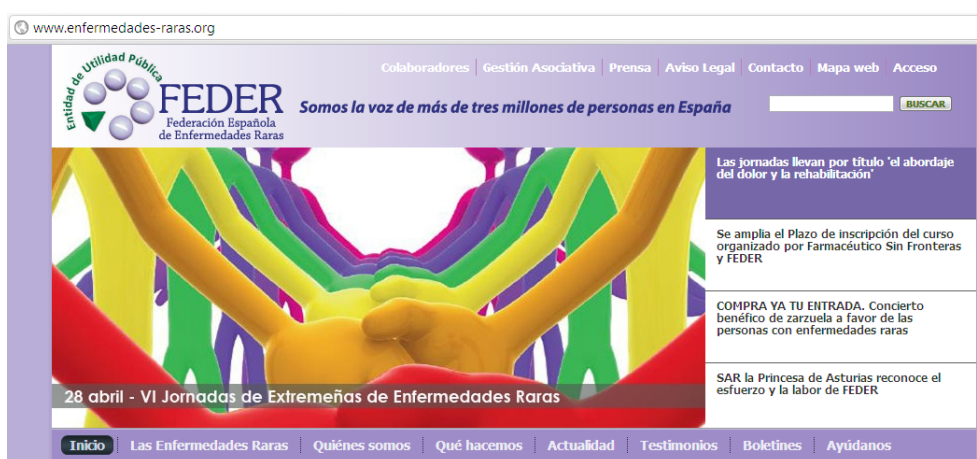 www.enfermedades-raras.org
Entidad de Utilidad Pública
FEDER
Federación Española
de Enfermedades Raras
Colaboradores Gestión Asociativa Prensa Aviso Legal Contacto Mapa web Acceso
Somos la voz de más de tres millones de personas en España
BUSCAR
28 abril - VI Jornadas de Extremeñas de Enfermedades Raras
Las jornadas llevan por título 'el abordaje
del dolor y la rehabilitación'
Se amplia el Plazo de inscripción del curso
organizado por Farmacéutico Sin Fronteras
y FEDER
COMPRA YA TU ENTRADA. Concierto
benéfico de zarzuela a favor de las
personas con enfermedades raras
SAR la Princesa de Asturias reconoce el
esfuerzo y la labor de FEDER
Inicio Las Enfermedades Raras Quiénes somos Qué hacemos Actualidad Testimonios Boletines Ayúdanos